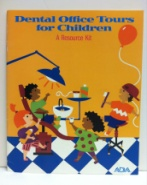 Dental Office Tours
for Children
A Resource Kit
ADA